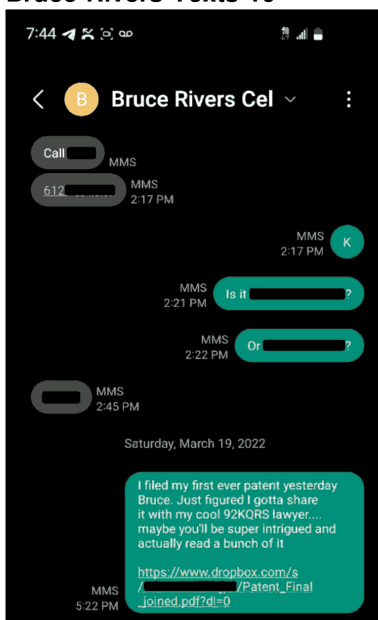 7:44
B Bruce Rivers Cel
Call
MMS
612
MMS
2:17 PM
MMS
2:17 PM
K
MMS
2:21 PM
Is it ?
MMS
2:22 PM
Or ?
MMS
2:45 PM
Saturday, March 19, 2022
I filed my first ever patent yesterday
Bruce. Just figured I gotta share
it with my cool 92KQRS lawyer....
maybe you'll be super intrigued and
actually read a bunch of it
https://www.dropbox.com/s
/ /Patent_Final
_joined.pdf?dl=0
MMS
5:22 PM